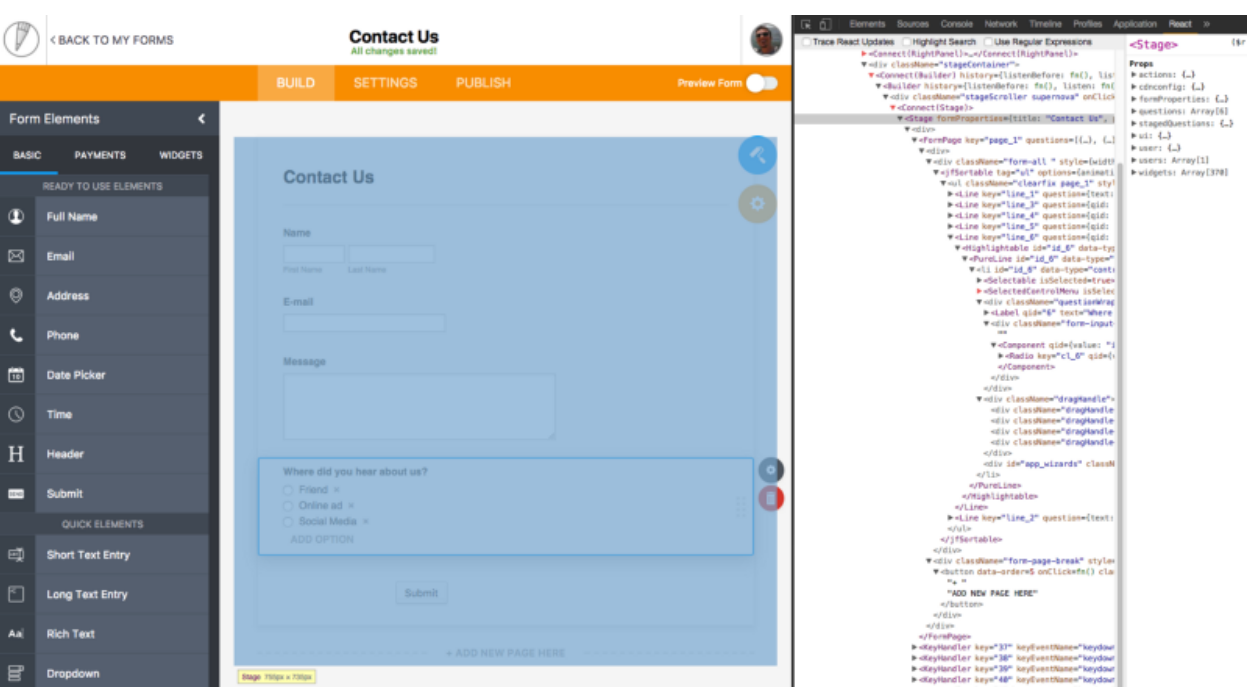 < BACK TO MY FORMS
Contact Us
All changes saved!
BUILD
SETTINGS
PUBLISH
Preview Form
Form Elements
BASIC
PAYMENTS
WIDGETS
READY TO USE ELEMENTS
Full Name
Email
Address
Phone
Date Picker
Time
Header
Submit
QUICK ELEMENTS
Short Text Entry
Long Text Entry
Rich Text
Dropdown
Contact Us
Name
First Name
Last Name
E-mail
Message
Where did you hear about us?
Friend ×
Online ad ×
Social Media ×
ADD OPTION
Submit
+ ADD NEW PAGE HERE
Stage 750px × 730px
Elements Sources Console Network Timeline Profiles Application React »
Trace React Updates Highlight Search Use Regular Expressions
▶<Connect(RightPanel)>…</Connect(RightPanel)>
▼<div className="stageContainer">
▼<Connect(Builder) history={listenBefore: fn(), lis
▼<Builder history={listenBefore: fn(), listen: fn(
▼<div className="stageScroller supernova" onClick
▼<Connect(Stage)>
▼<Stage formProperties={title: "Contact Us",
▼<div>
▼<FormPage key="page_1" questions=[{…}, {…
▼<div>
▼<div className="form-all " style={widt
▼<jfSortable tag="ul" options={animati
▼<ul className="clearfix page_1" styl
▶<Line key="line_1" question={text:
▶<Line key="line_3" question={qid:
▶<Line key="line_4" question={qid:
▶<Line key="line_5" question={qid:
▼<Line key="line_6" question={qid:
▼<Highlightable id="id_6" data-typ
▼<PureLine id="id_6" data-type="
▼<li id="id_6" data-type="contr
▶<Selectable isSelected=true>
▶<SelectedControlMenu isSelec
▼<div className="questionWrap
▶<Label qid="6" text="Where
▼<div className="form-input-
""
▼<Component qid={value: "
▶<Radio key="cl_6" qid={
</Component>
</div>
</div>
▼<div className="dragHandle">
<div className="dragHandle
<div className="dragHandle
<div className="dragHandle
<div className="dragHandle
</div>
<div id="app_wizards" classN
</li>
</PureLine>
</Highlightable>
</Line>
▶<Line key="line_2" question={text:
</ul>
</jfSortable>
</div>
▼<div className="form-page-break" style=
▼<button data-order=5 onClick=fn() cla
"+ "
"ADD NEW PAGE HERE"
</button>
</div>
</div>
</FormPage>
▶<KeyHandler key="37" keyEventName="keydow
▶<KeyHandler key="38" keyEventName="keydow
▶<KeyHandler key="39" keyEventName="keydow
▶<KeyHandler key="40" keyEventName="keydow
<Stage>
($r
Props
▶ actions: {…}
▶ cdnconfig: {…}
▶ formProperties: {…}
▶ questions: Array[6]
▶ stagedQuestions: {…}
▶ ui: {…}
▶ user: {…}
▶ users: Array[1]
▶ widgets: Array[370]